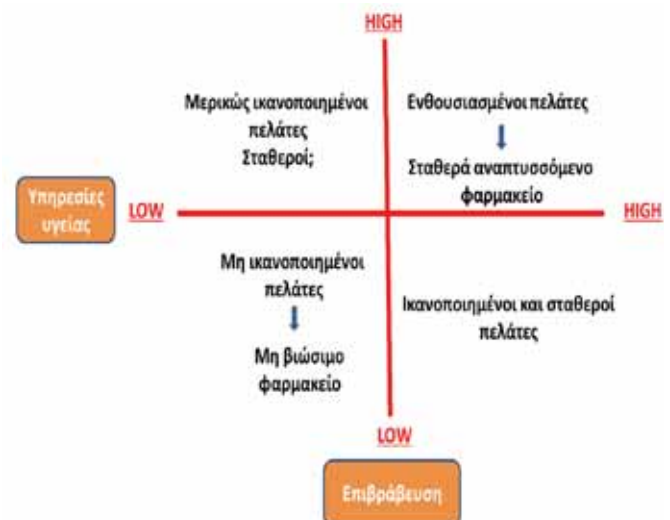 HIGH
Μερικώς ικανοποιημένοι
πελάτες
Σταθεροί;
Ενθουσιασμένοι πελάτες
Σταθερά αναπτυσσόμενο
φαρμακείο
Υπηρεσίες
υγείας
LOW
HIGH
Μη ικανοποιημένοι
πελάτες
Μη βιώσιμο
φαρμακείο
Ικανοποιημένοι και σταθεροί
πελάτες
LOW
Επιβράβευση